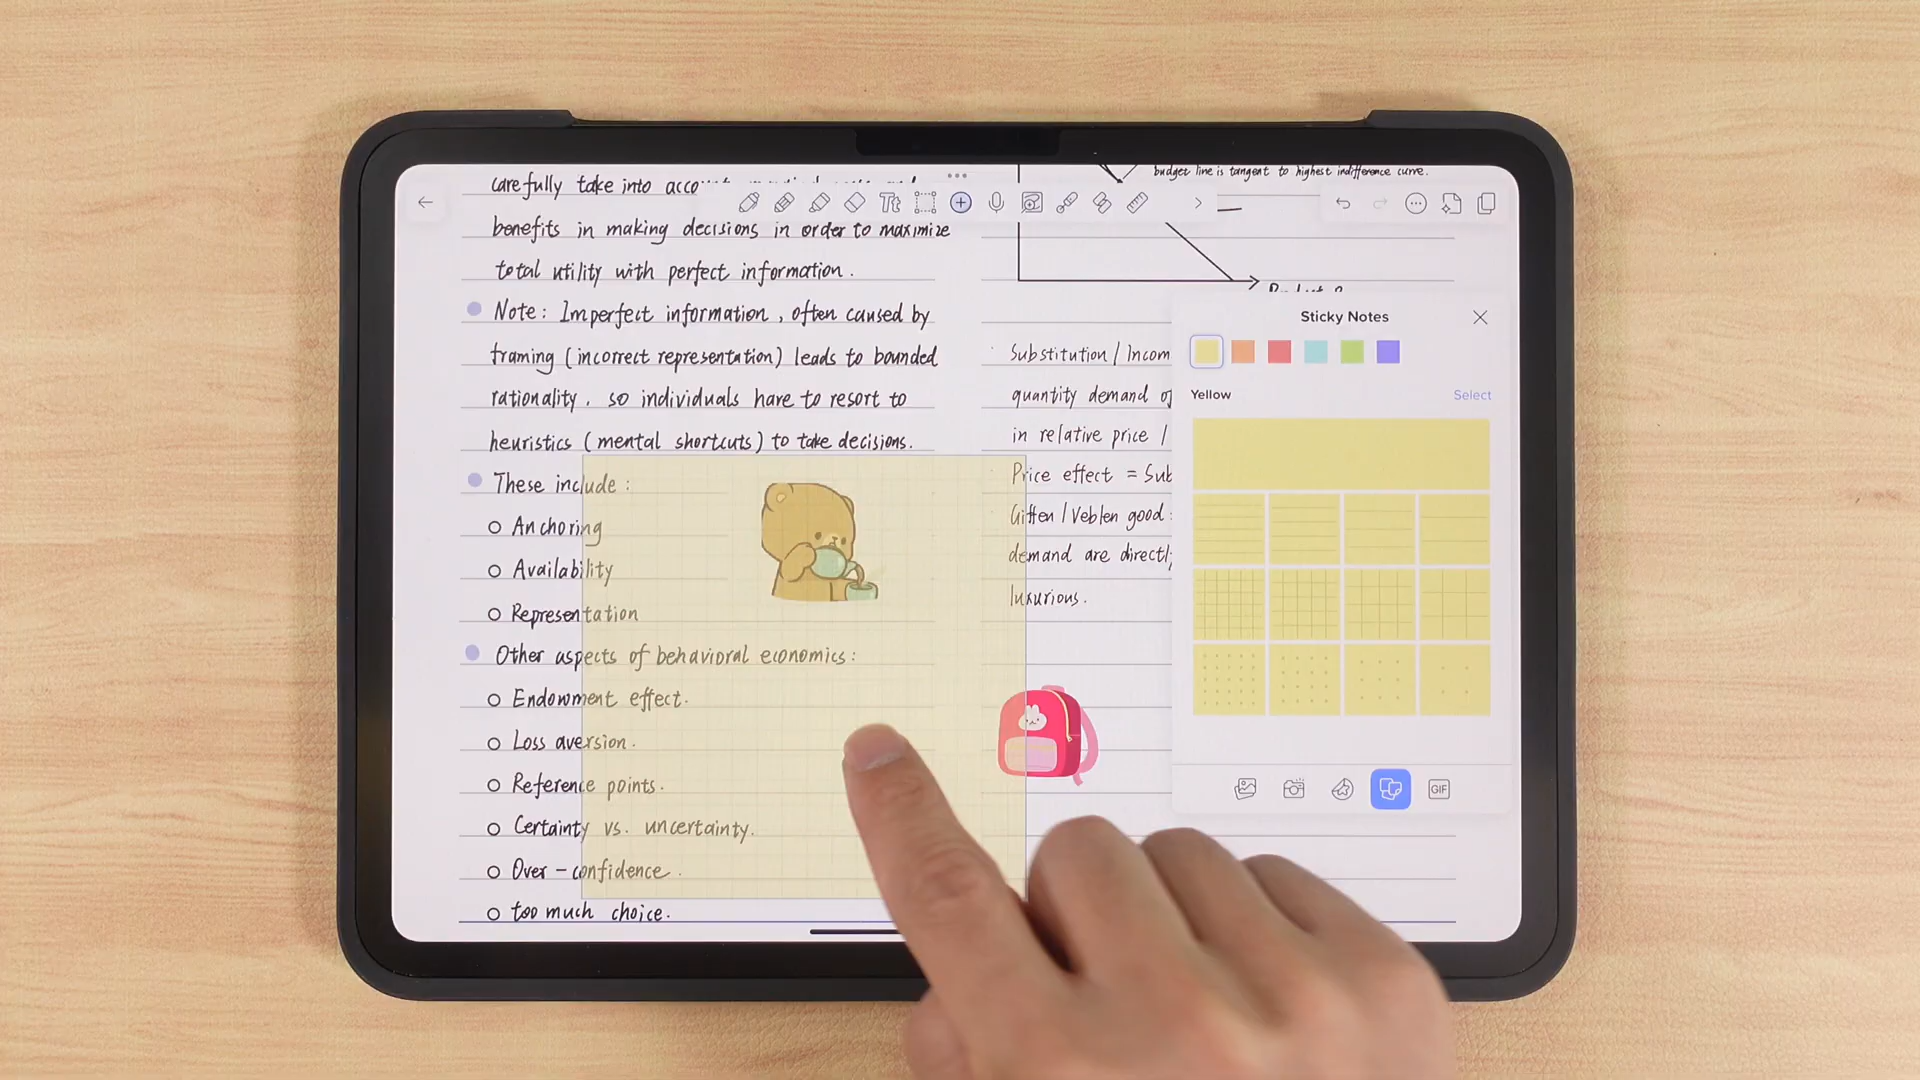 carefully take into
benefits in making decisions in order to maximize
total utility with perfect information.
Note: Imperfect information, often caused by
framing (incorrect representation) leads to bounded
rationality. so individuals have to resort to
heuristics (mental shortcuts) to take decisions.
These include:
Anchoring
Availability
Representation
Other aspects of behavioral economics:
Endowment effect.
Loss aversion.
Reference points.
Certainty vs. uncertainty.
Over-confidence.
too much choice.
budget line is tangent to highest indifference curve.
Substitution / Incom
quantity demand of
in relative price /
Price effect = Sub
Giffen / Veblen good:
demand are directl
luxurious.
Tt
Sticky Notes
Yellow
Select
GIF